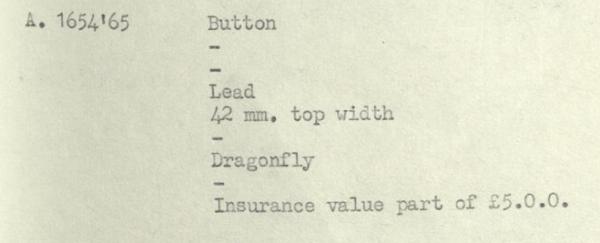 A. 1654'65 Button
-
-
Lead
42 mm. top width
-
Dragonfly
-
Insurance value part of £5.0.0.